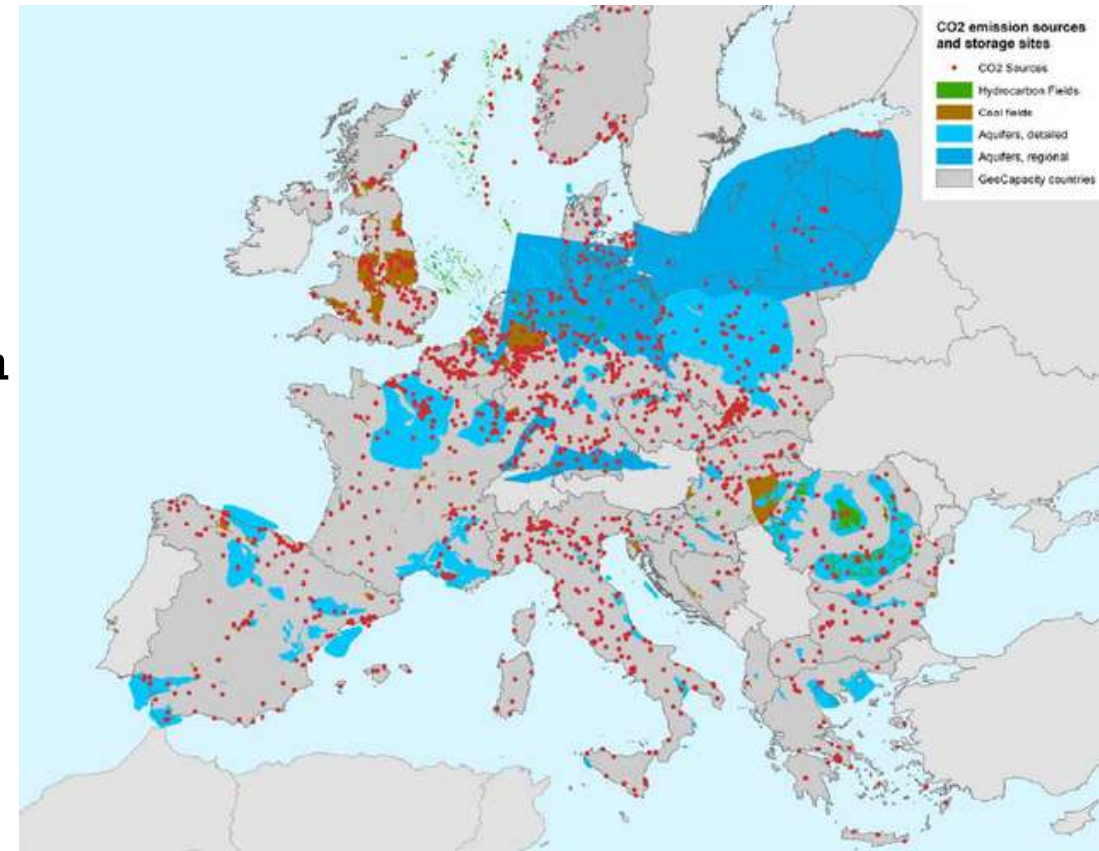 n
CO2 emission sources
and storage sites
CO2 Sources
Hydrocarbon Fields
Coal fields
Aquifers, detailed
Aquifers, regional
GeoCapacity countries